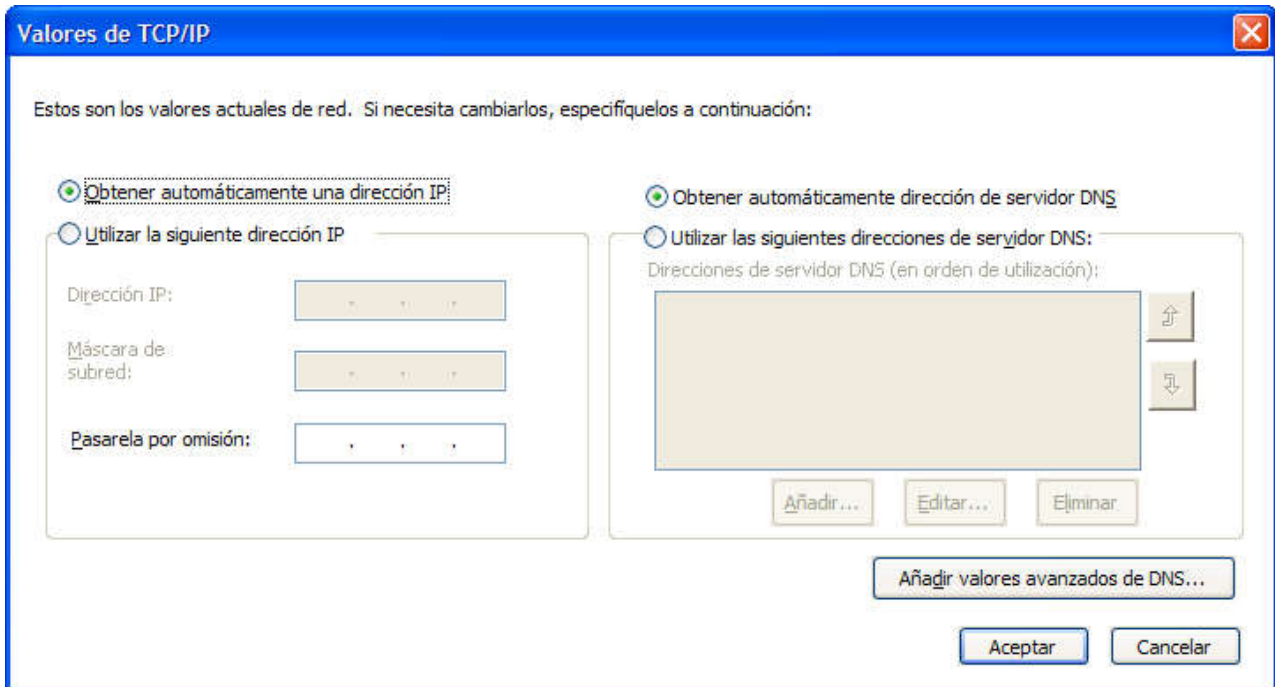 Valores de TCP/IP
Estos son los valores actuales de red. Si necesita cambiarlos, especifíquelos a continuación:
Obtener automáticamente una dirección IP
Utilizar la siguiente dirección IP
Dirección IP:
Máscara de
subred:
Pasarela por omisión:
Obtener automáticamente dirección de servidor DNS
Utilizar las siguientes direcciones de servidor DNS:
Direcciones de servidor DNS (en orden de utilización):
Añadir...
Editar...
Eliminar
Añadir valores avanzados de DNS...
Aceptar
Cancelar